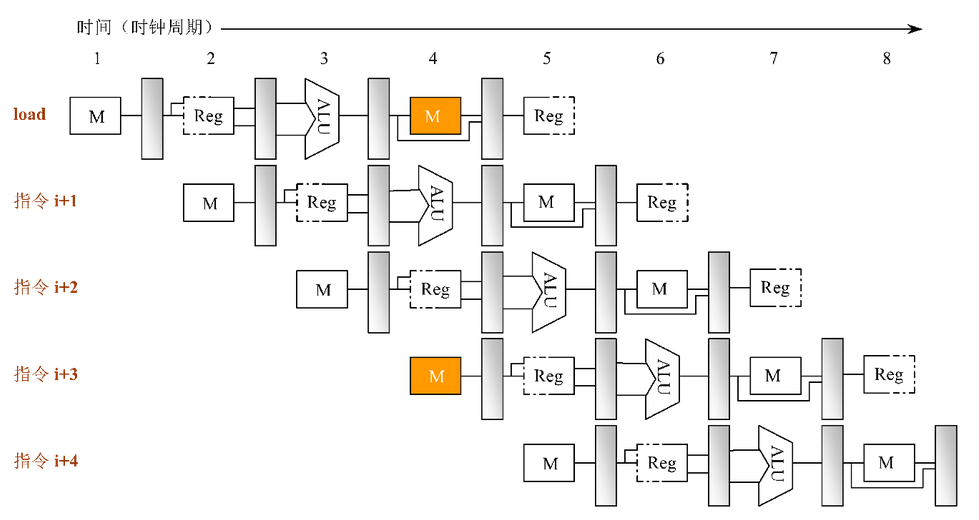 时间（时钟周期）
1 2 3 4 5 6 7 8
load M Reg ALU M Reg
指令 i+1 M Reg ALU M Reg
指令 i+2 M Reg ALU M Reg
指令 i+3 M Reg ALU M Reg
指令 i+4 M Reg ALU M